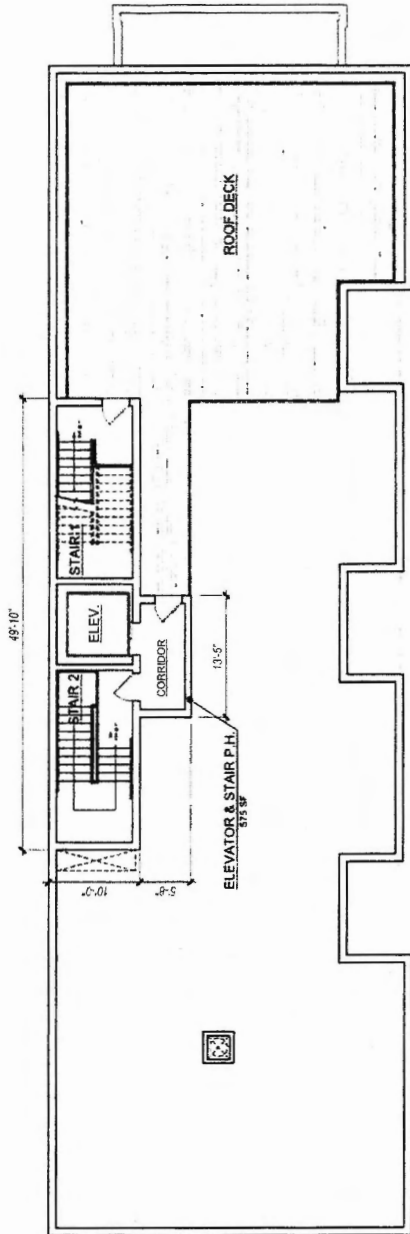 ROOF DECK
49'-10"
STAIR 1
ELEV.
STAIR 2
CORRIDOR
13'-5"
ELEVATOR & STAIR P.H.
575 SF
10'-0"
5'-8"